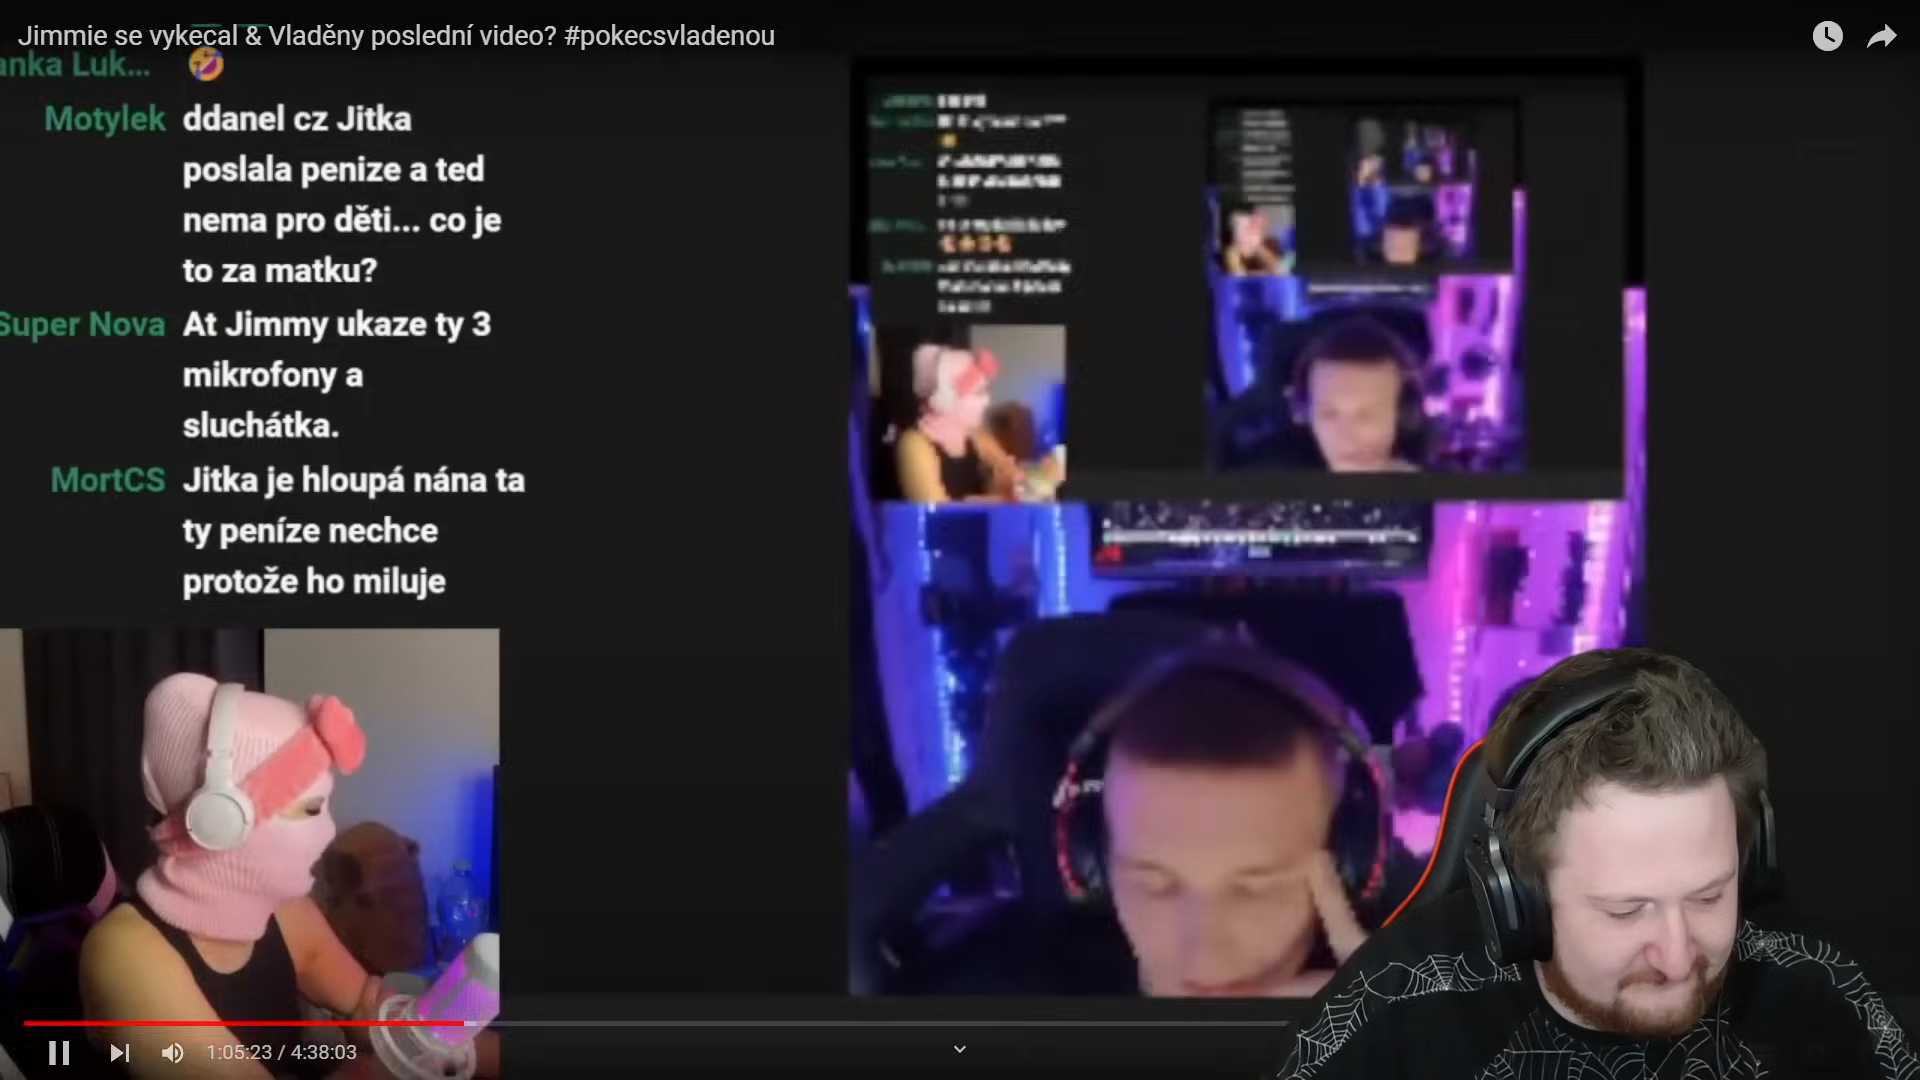 Jimmie se vykecal & Vladěny poslední video? #pokecsvladenou
anka Luk... 🤣
Motylek ddanel cz Jitka
poslala penize a ted
nema pro děti... co je
to za matku?
Super Nova At Jimmy ukaze ty 3
mikrofony a
sluchátka.
MortCS Jitka je hloupá nána ta
ty peníze nechce
protože ho miluje
1:05:23 / 4:38:03